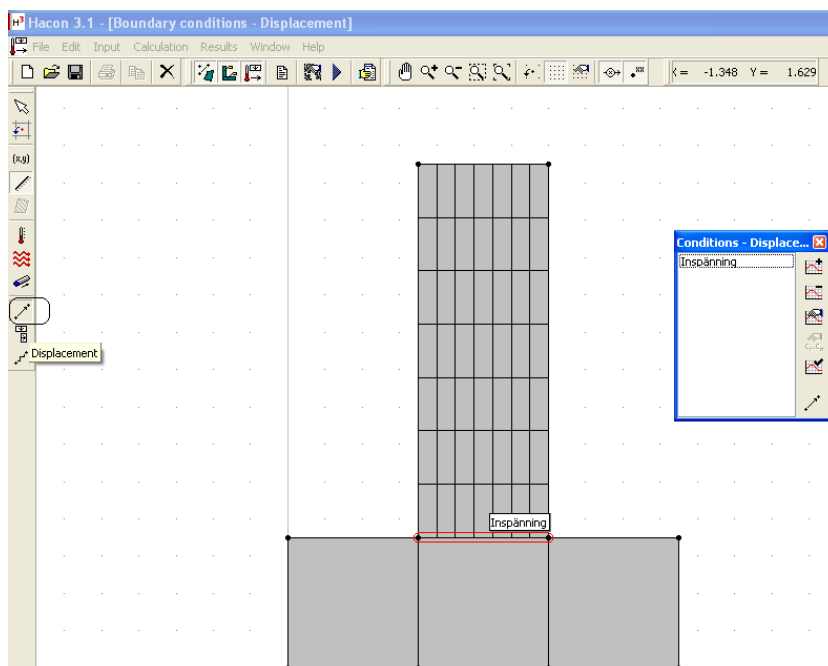 H³ Hacon 3.1 - [Boundary conditions - Displacement]
File Edit Input Calculation Results Window Help
X = -1.348 Y = 1.629
(x,y)
Conditions - Displace...
Inspänning
Displacement
Inspänning